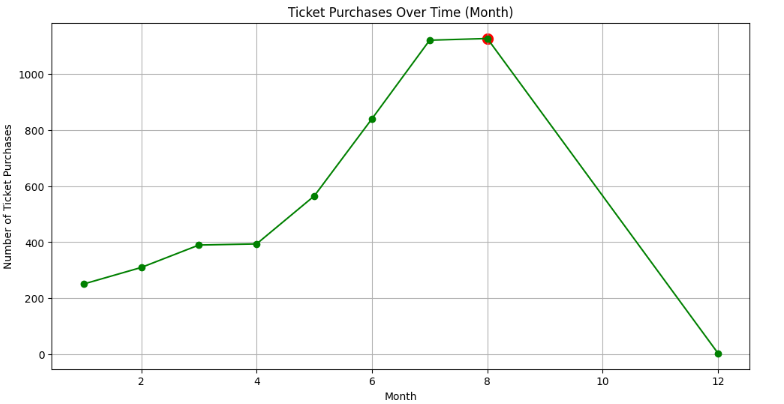 Ticket Purchases Over Time (Month)
Number of Ticket Purchases
1000
800
600
400
200
0
2 4 6 8 10 12
Month